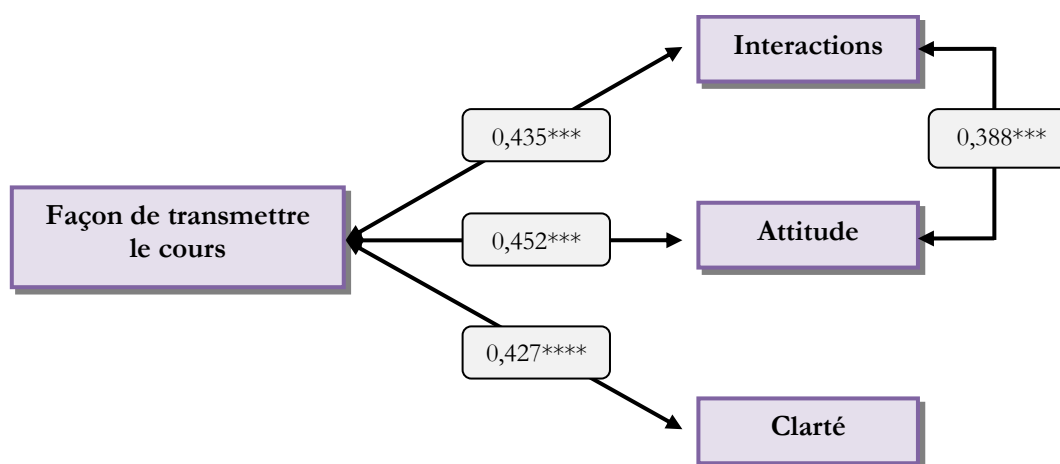 Interactions
0,435***
0,388***
Façon de transmettre
le cours
0,452***
Attitude
0,427****
Clarté